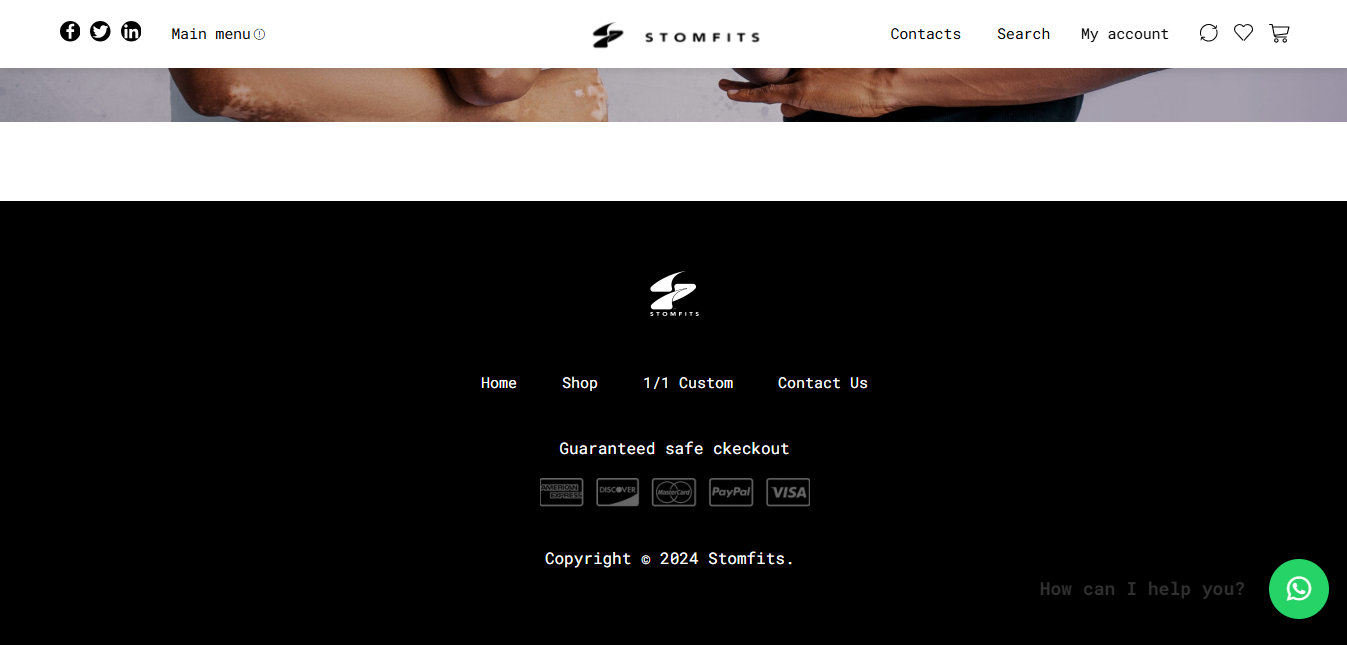 Main menu
STOMFITS
Contacts Search My account
STOMFITS
Home Shop 1/1 Custom Contact Us
Guaranteed safe ckeckout
AMERICAN EXPRESS DISCOVER MasterCard PayPal VISA
Copyright © 2024 Stomfits.
How can I help you?